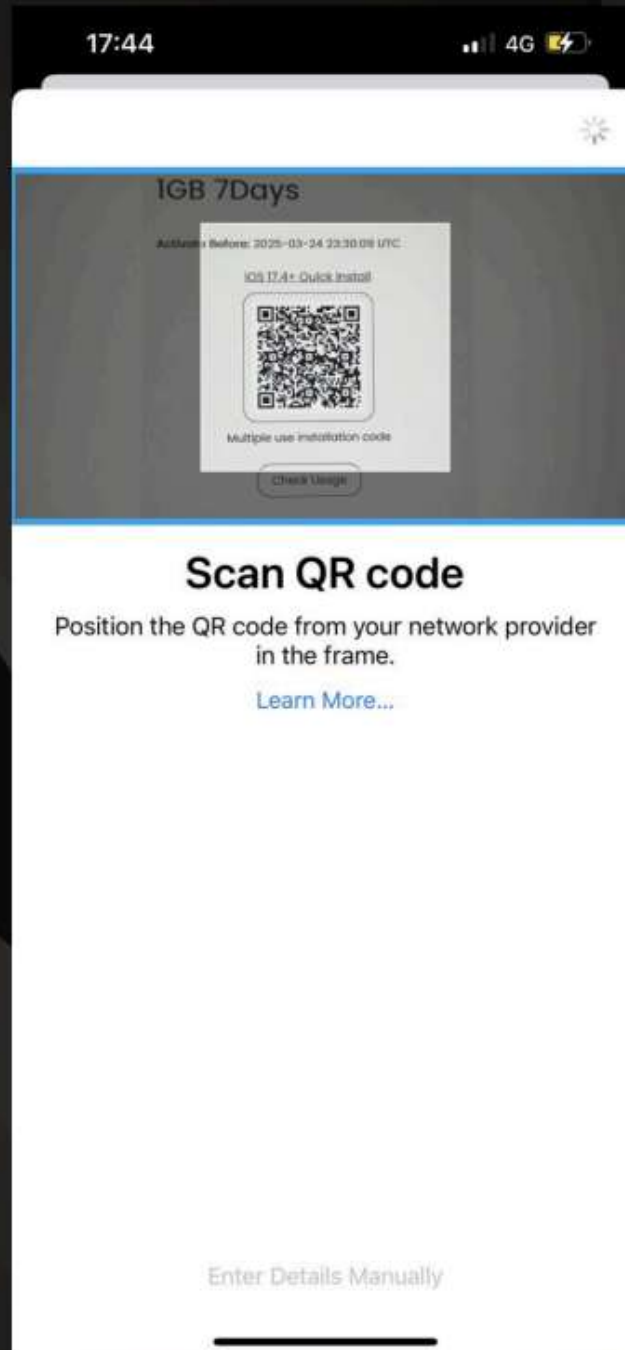 17:44
4G
1GB 7Days
Activate Before: 2025-03-24 23:30:09 UTC
iOS 17.4+ Quick Install
Multiple use installation code
Check Usage
Scan QR code
Position the QR code from your network provider
in the frame.
Learn More...
Enter Details Manually